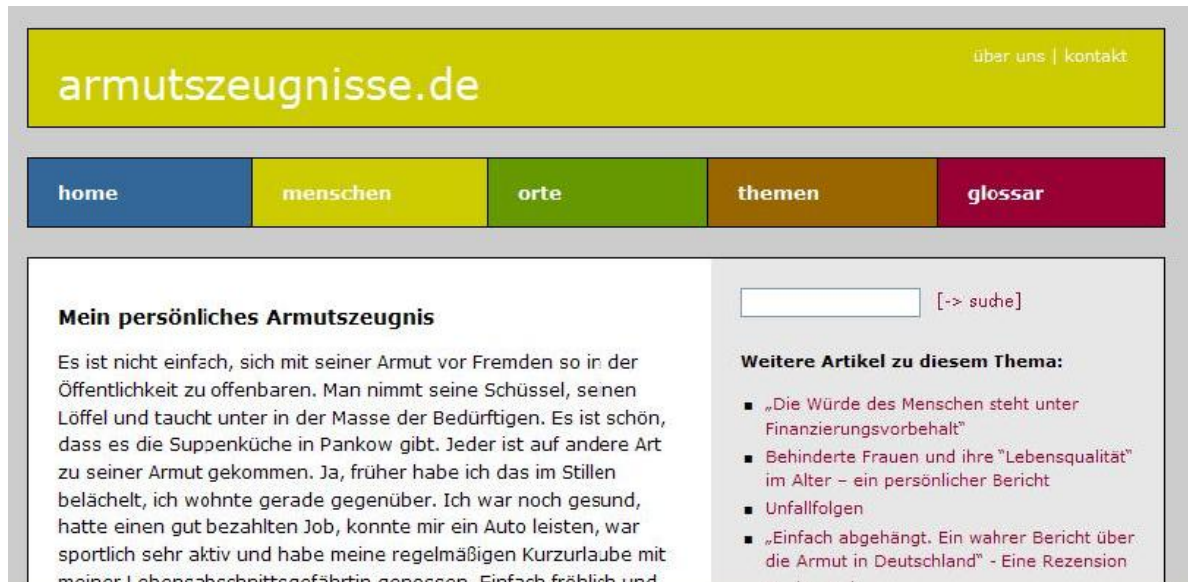 über uns | kontakt
armutszeugnisse.de
home menschen orte themen glossar
Mein persönliches Armutszeugnis
Es ist nicht einfach, sich mit seiner Armut vor Fremden so in der
Öffentlichkeit zu offenbaren. Man nimmt seine Schüssel, seinen
Löffel und taucht unter in der Masse der Bedürftigen. Es ist schön,
dass es die Suppenküche in Pankow gibt. Jeder ist auf andere Art
zu seiner Armut gekommen. Ja, früher habe ich das im Stillen
belächelt, ich wohnte gerade gegenüber. Ich war noch gesund,
hatte einen gut bezahlten Job, konnte mir ein Auto leisten, war
sportlich sehr aktiv und habe meine regelmäßigen Kurzurlaube mit
meiner Lebensabschnittsgefährtin genossen. Einfach fröhlich und
[-> suche]
Weitere Artikel zu diesem Thema:
„Die Würde des Menschen steht unter
Finanzierungsvorbehalt"
Behinderte Frauen und ihre "Lebensqualität"
im Alter – ein persönlicher Bericht
Unfallfolgen
„Einfach abgehängt. Ein wahrer Bericht über
die Armut in Deutschland" - Eine Rezension